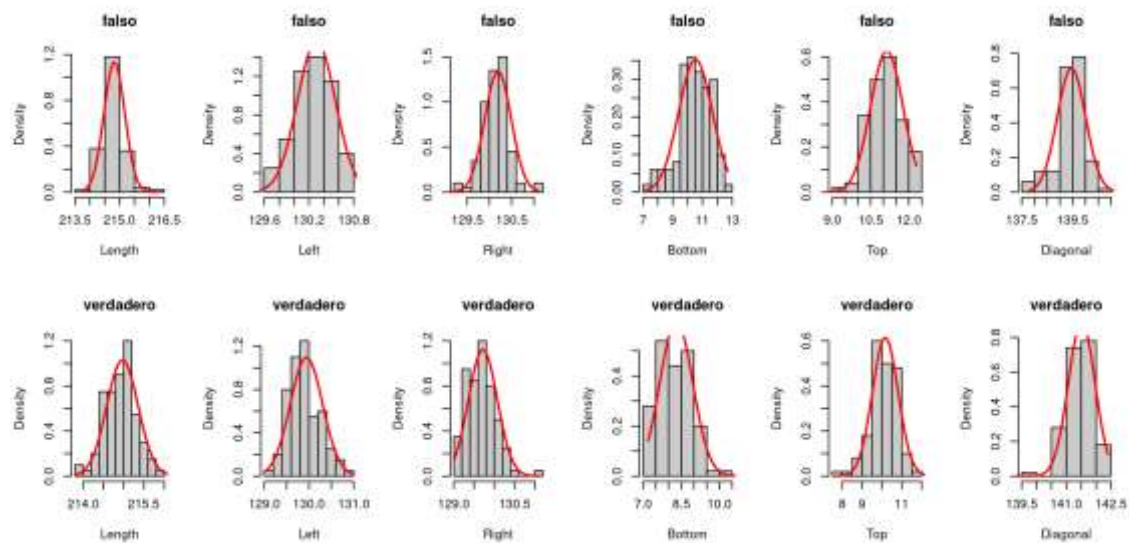 falso falso falso falso falso falso
Density 0.0 0.4 0.8 1.2
213.5 215.0 216.5
Length
Density 0.0 0.4 0.8 1.2
129.6 130.2 130.8
Left
Density 0.0 0.5 1.0 1.5
129.5 130.5
Right
Density 0.00 0.10 0.20 0.30
7 9 11 13
Bottom
Density 0.0 0.2 0.4 0.6
9.0 10.5 12.0
Top
Density 0.0 0.2 0.4 0.6 0.8
137.5 139.5
Diagonal
verdadero verdadero verdadero verdadero verdadero verdadero
Density 0.0 0.4 0.8 1.2
214.0 215.5
Length
Density 0.0 0.4 0.8 1.2
129.0 130.0 131.0
Left
Density 0.0 0.4 0.8 1.2
129.0 130.5
Right
Density 0.0 0.2 0.4
7.0 8.5 10.0
Bottom
Density 0.0 0.2 0.4 0.6
8 9 11
Top
Density 0.0 0.2 0.4 0.6 0.8
139.5 141.0 142.5
Diagonal